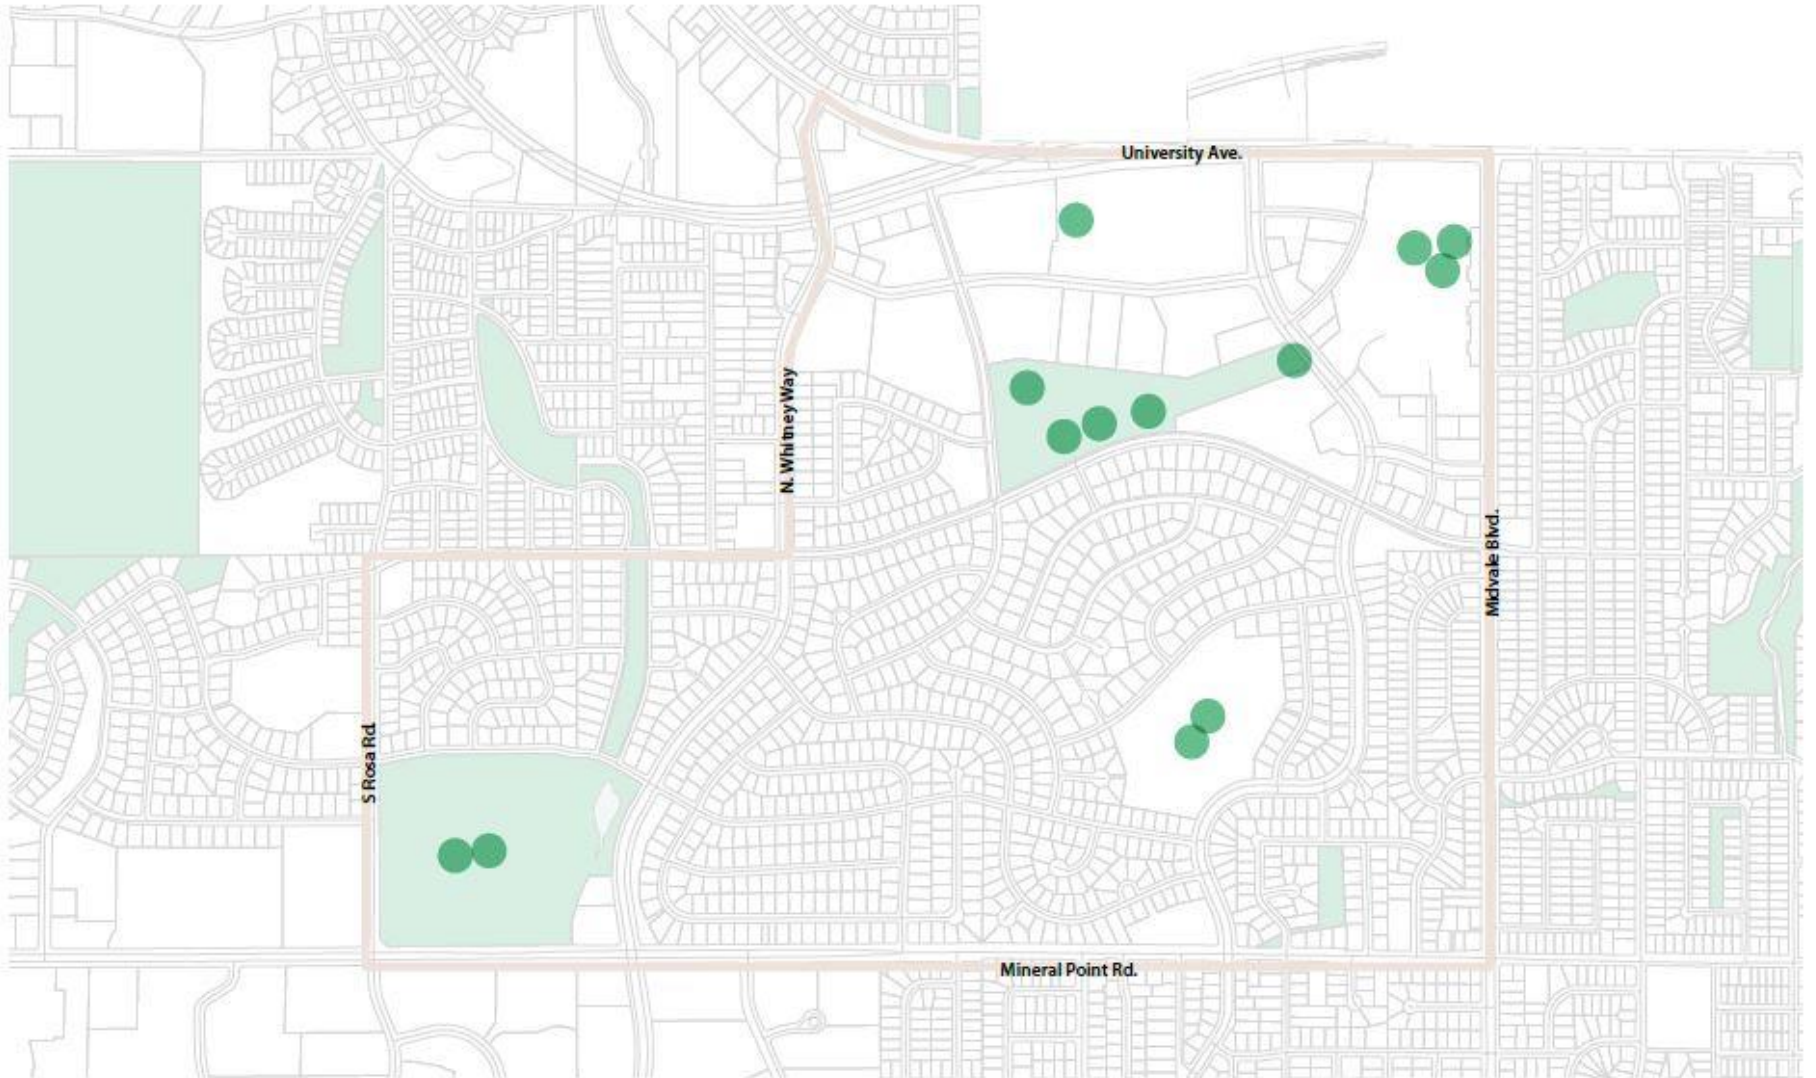 University Ave.
N. Whitney Way
Midvale Blvd.
S Rosa Rd.
Mineral Point Rd.